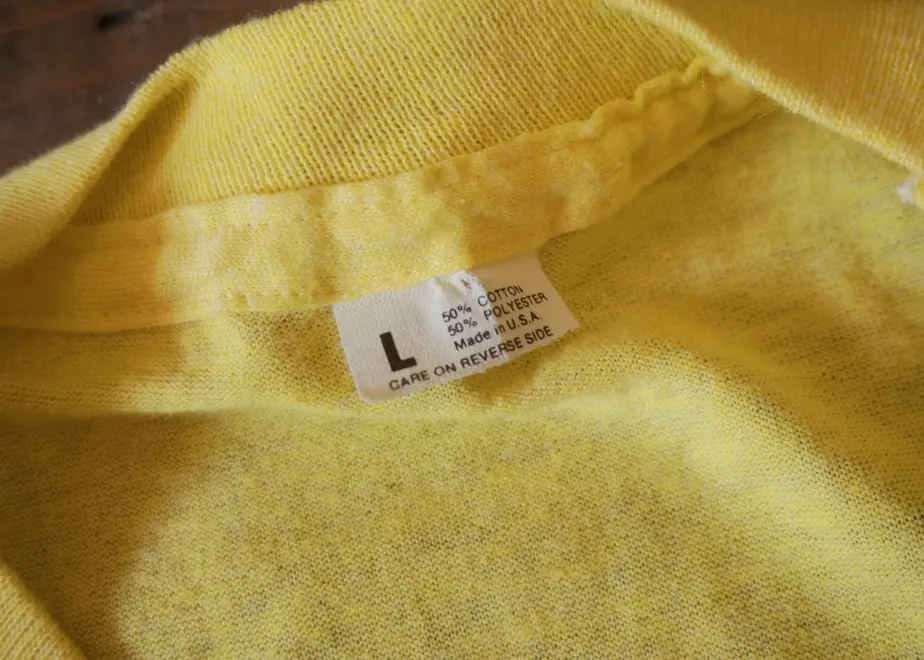 L
50% COTTON
50% POLYESTER
Made in U.S.A.
CARE ON REVERSE SIDE